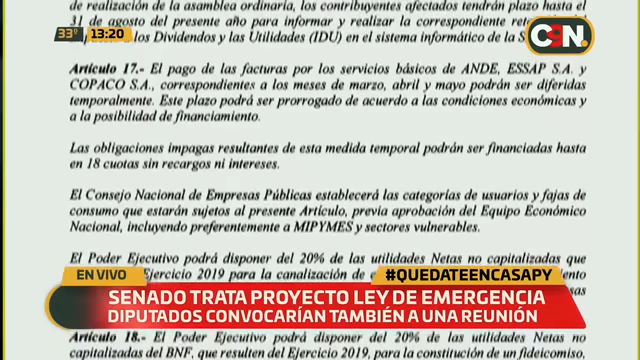 de realización de la asamblea ordinaria, los contribuyentes afectados tendrán plazo hasta el
31 de agosto del presente año para informar y realizar la correspondiente
los Dividendos y las Utilidades (IDU) en el sistema informático de la
33° 13:20
C9N.
Artículo 17.- El pago de las facturas por los servicios básicos de ANDE, ESSAP S.A. y
COPACO S.A., correspondientes a los meses de marzo, abril y mayo podrán ser diferidas
temporalmente. Este plazo podrá ser prorrogado de acuerdo a las condiciones económicas y
a la posibilidad de financiamiento.
Las obligaciones impagas resultantes de esta medida temporal podrán ser financiadas hasta
en 18 cuotas sin recargos ni intereses.
El Consejo Nacional de Empresas Públicas establecerá las categorías de usuarios y fajas de
consumo que estarán sujetos al presente Artículo, previa aprobación del Equipo Económico
Nacional, incluyendo preferentemente a MIPYMES y sectores vulnerables.
El Poder Ejecutivo podrá disponer del 20% de las utilidades Netas no capitalizadas que
Ejercicio 2019 para la canalización de
EN VIVO
#QUEDATEENCASAPY
SENADO TRATA PROYECTO LEY DE EMERGENCIA
DIPUTADOS CONVOCARÍAN TAMBIÉN A UNA REUNIÓN
Artículo 18.- El Poder Ejecutivo podrá disponer del 20% de las utilidades Netas no
capitalizadas del BNF, que resulten del Ejercicio 2019, para la constitución de un fideicomiso,